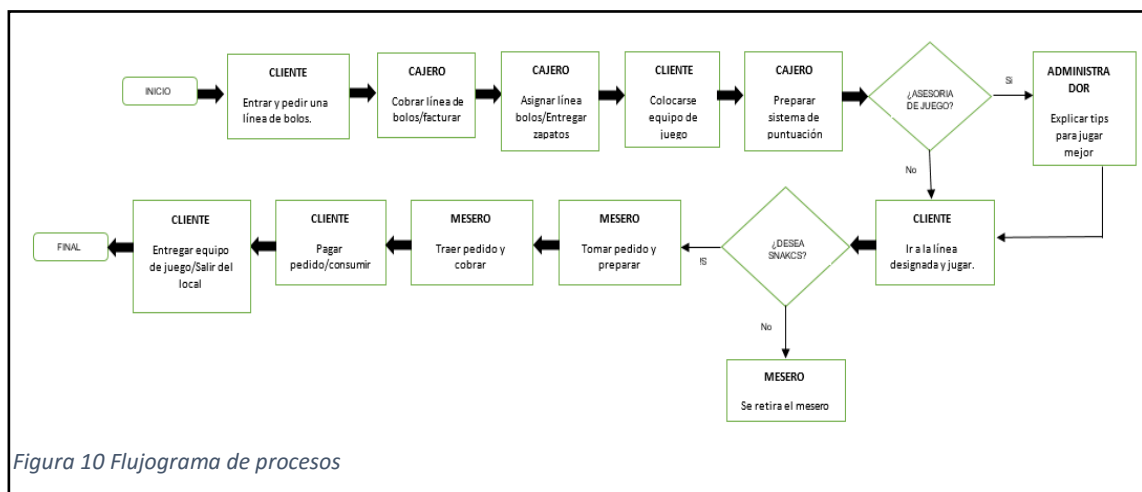 INICIO
CLIENTE
Entrar y pedir una
línea de bolos.
CAJERO
Cobrar línea de
bolos/facturar
CAJERO
Asignar línea
bolos/Entregar
zapatos
CLIENTE
Colocarse
equipo de
juego
CAJERO
Preparar
sistema de
puntuación
¿ASESORIA
DE JUEGO?
Si
No
ADMINISTRA
DOR
Explicar tips
para jugar
mejor
CLIENTE
Ir a la línea
designada y jugar.
¿DESEA
SNAKCS?
No
MESERO
Se retira el mesero
MESERO
Tomar pedido y
preparar
MESERO
Traer pedido y
cobrar
CLIENTE
Pagar
pedido/consumir
CLIENTE
Entregar equipo
de juego/Salir del
local
FINAL
Figura 10 Flujograma de procesos